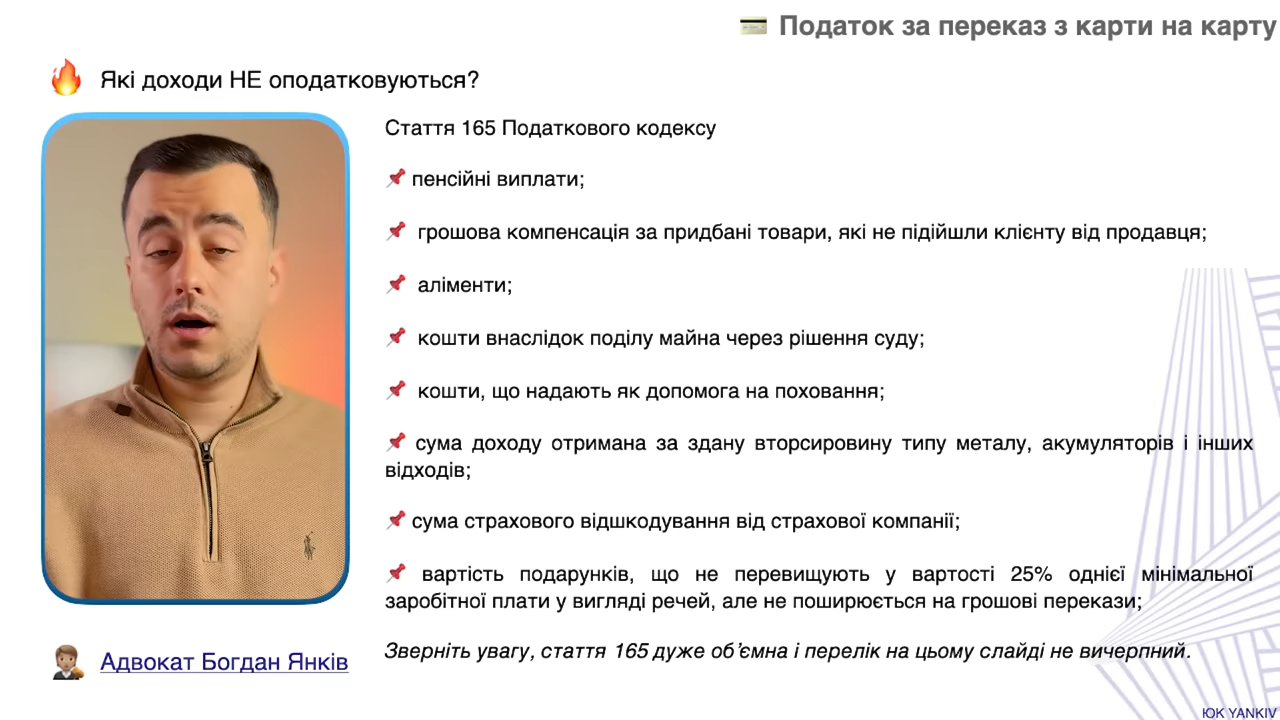 Податок за переказ з карти на карту
Які доходи НЕ оподатковуються?
Стаття 165 Податкового кодексу
пенсійні виплати;
грошова компенсація за придбані товари, які не підійшли клієнту від продавця;
аліменти;
кошти внаслідок поділу майна через рішення суду;
кошти, що надають як допомога на поховання;
сума доходу отримана за здану вторсировину типу металу, акумуляторів і інших
відходів;
сума страхового відшкодування від страхової компанії;
вартість подарунків, що не перевищують у вартості 25% однієї мінімальної
заробітної плати у вигляді речей, але не поширюється на грошові перекази;
Зверніть увагу, стаття 165 дуже об’ємна і перелік на цьому слайді не вичерпний.
Адвокат Богдан Янків
ЮК YANKIV